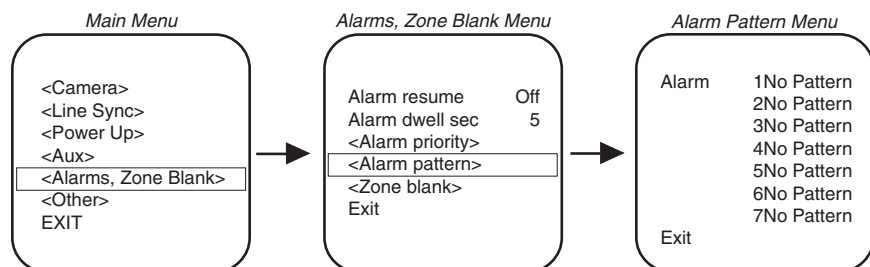 Main Menu
<Camera>
<Line Sync>
<Power Up>
<Aux>
<Alarms, Zone Blank>
<Other>
EXIT
Alarms, Zone Blank Menu
Alarm resume Off
Alarm dwell sec 5
<Alarm priority>
<Alarm pattern>
<Zone blank>
Exit
Alarm Pattern Menu
Alarm 1No Pattern
2No Pattern
3No Pattern
4No Pattern
5No Pattern
6No Pattern
7No Pattern
Exit